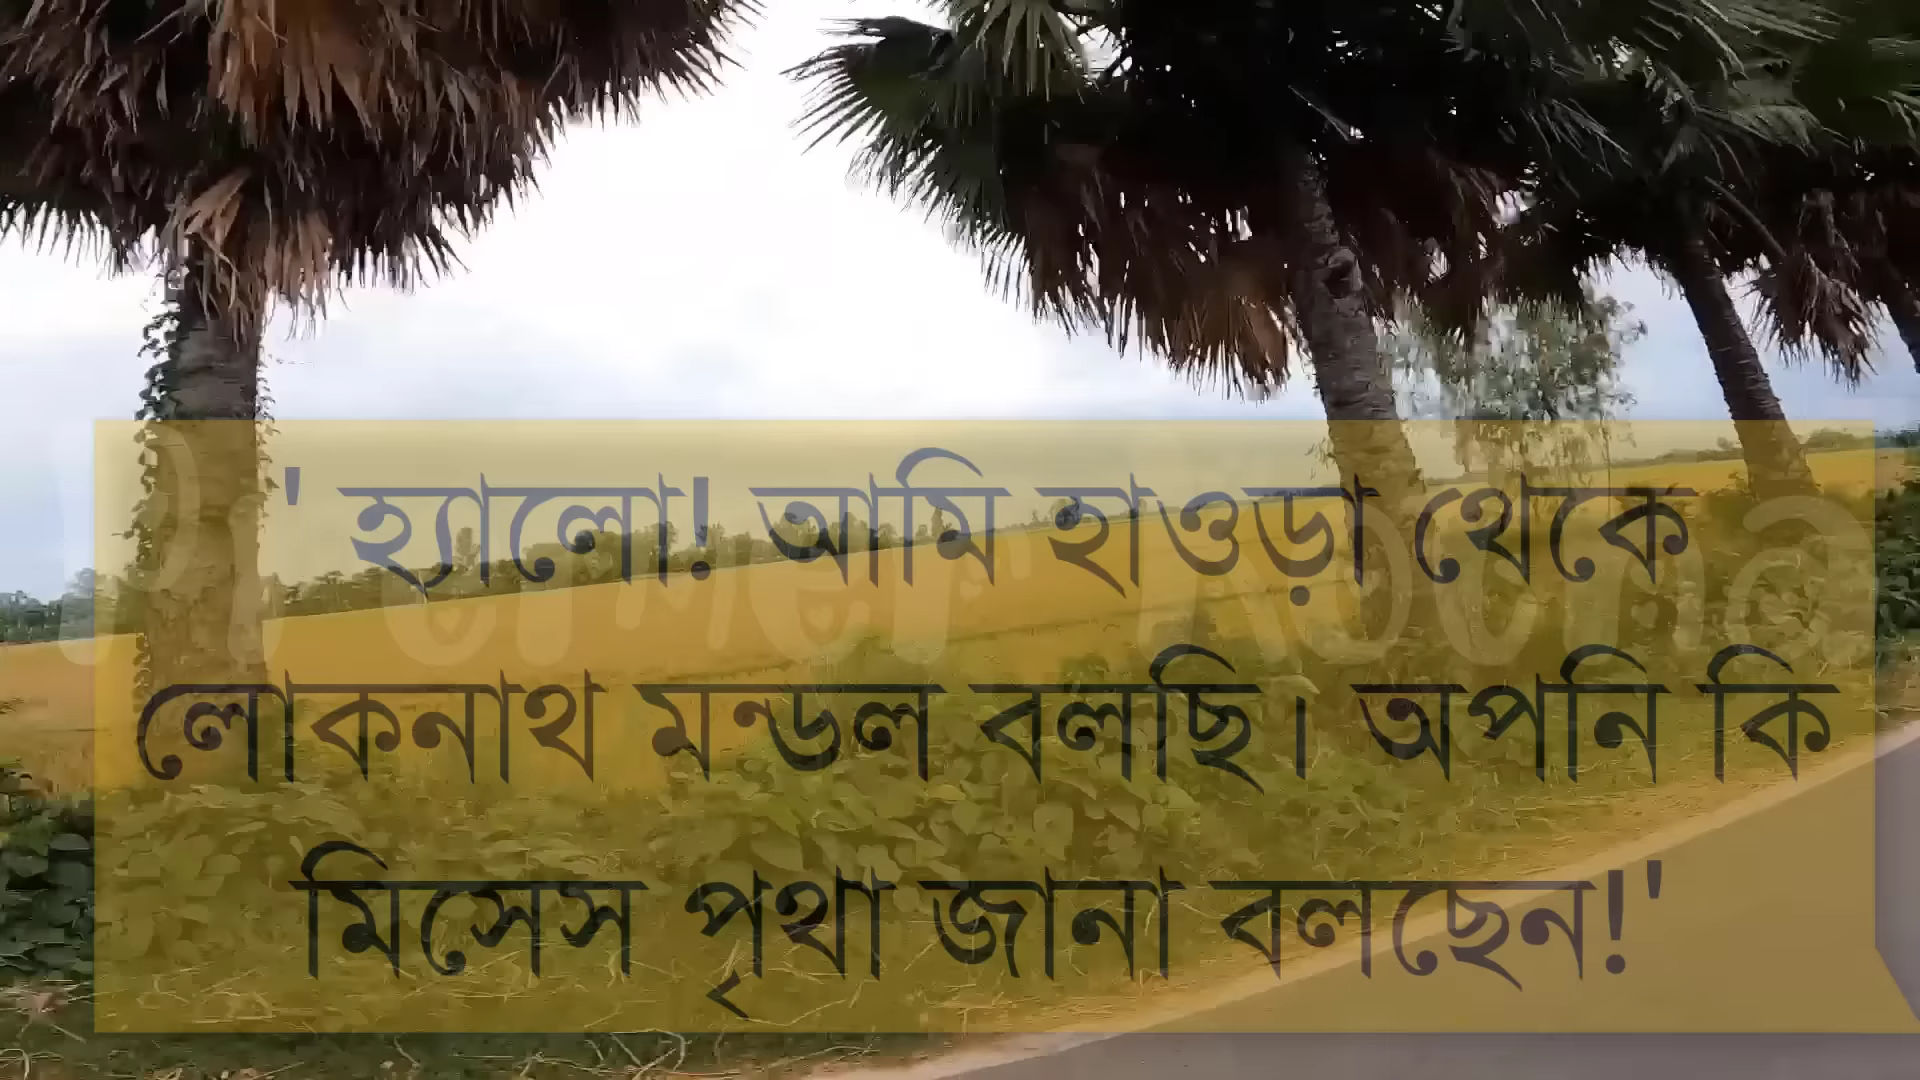 ' হ্যালো! আমি হাওড়া থেকে
লোকনাথ মন্ডল বলছি। অপনি কি
মিসেস পৃথা জানা বলছেন!'